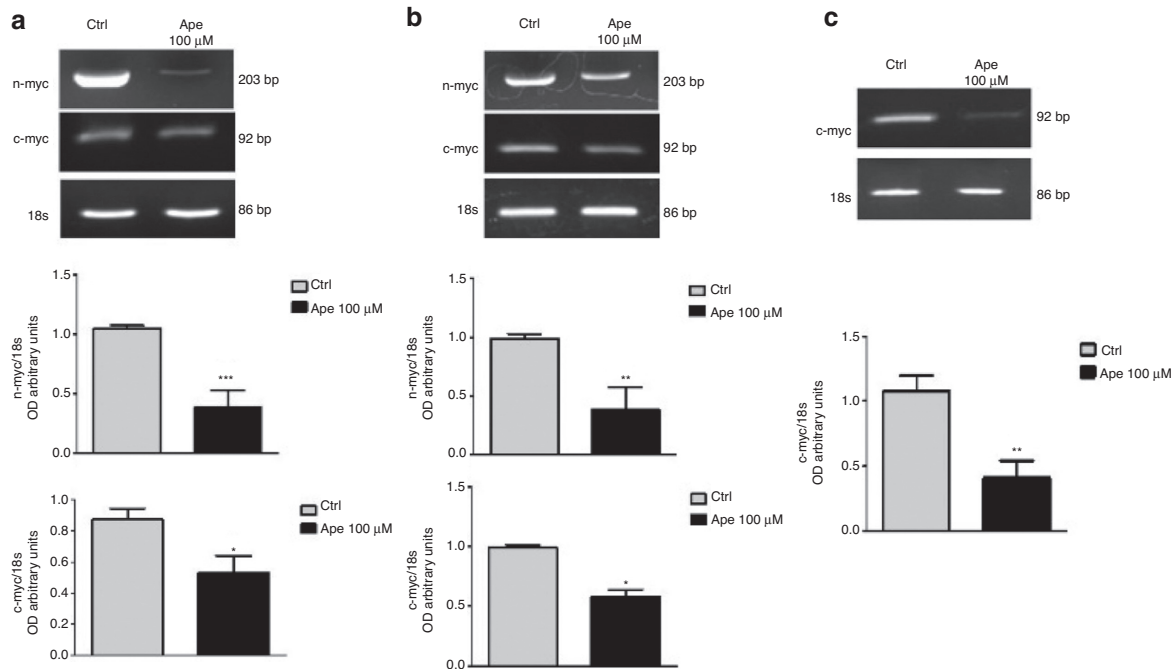 a
Ctrl
Ape
100 μM
n-myc
203 bp
c-myc
92 bp
18s
86 bp
1.5
1.0
0.5
0.0
n-myc/18s
OD arbitrary units
***
Ctrl
Ape 100 μM
1.0
0.8
0.6
0.4
0.2
0.0
c-myc/18s
OD arbitrary units
*
Ctrl
Ape 100 μM
b
Ctrl
Ape
100 μM
n-myc
203 bp
c-myc
92 bp
18s
86 bp
1.5
1.0
0.5
0.0
n-myc/18s
OD arbitrary units
**
Ctrl
Ape 100 μM
1.5
1.0
0.5
0.0
c-myc/18s
OD arbitrary units
*
Ctrl
Ape 100 μM
c
Ctrl
Ape
100 μM
c-myc
92 bp
18s
86 bp
1.5
1.0
0.5
0.0
c-myc/18s
OD arbitrary units
**
Ctrl
Ape 100 μM